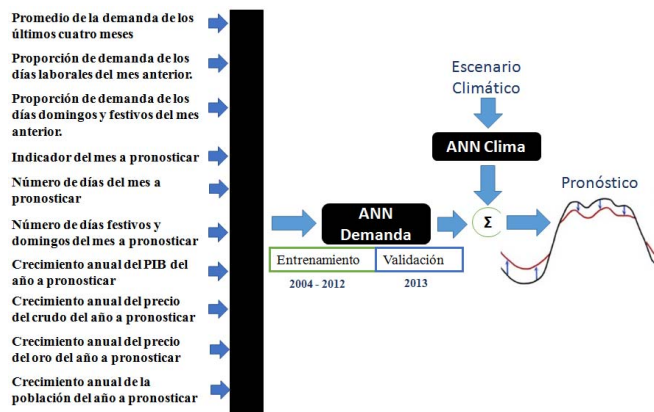 Promedio de la demanda de los
últimos cuatro meses
Proporción de demanda de los
días laborales del mes anterior.
Proporción de demanda de los
días domingos y festivos del mes
anterior.
Indicador del mes a pronosticar
Número de días del mes a
pronosticar
Número de días festivos y
domingos del mes a pronosticar
Crecimiento anual del PIB del
año a pronosticar
Crecimiento anual del precio
del crudo del año a pronosticar
Crecimiento anual del precio
del oro del año a pronosticar
Crecimiento anual de la
población del año a pronosticar
ANN
Demanda
Entrenamiento
Validación
2004 - 2012
2013
Escenario
Climático
ANN Clima
Σ
Pronóstico